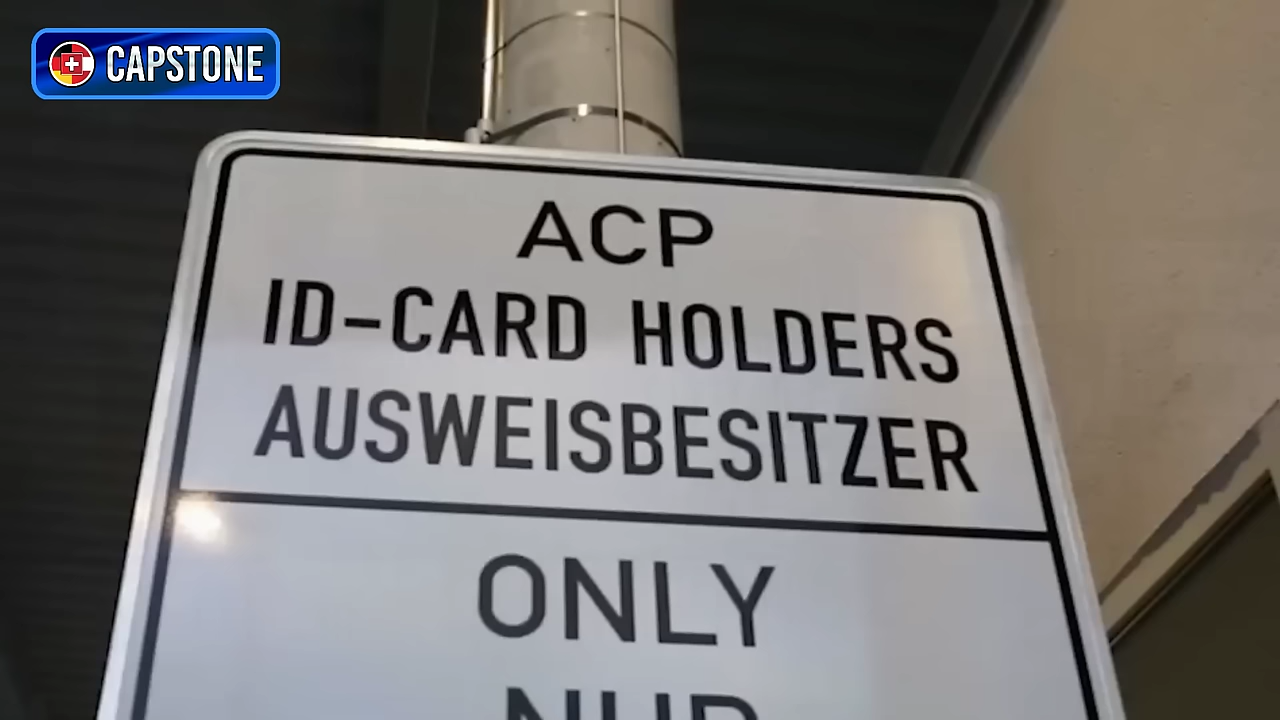 CAPSTONE
ACP
ID-CARD HOLDERS
AUSWEISBESITZER
ONLY
NUR